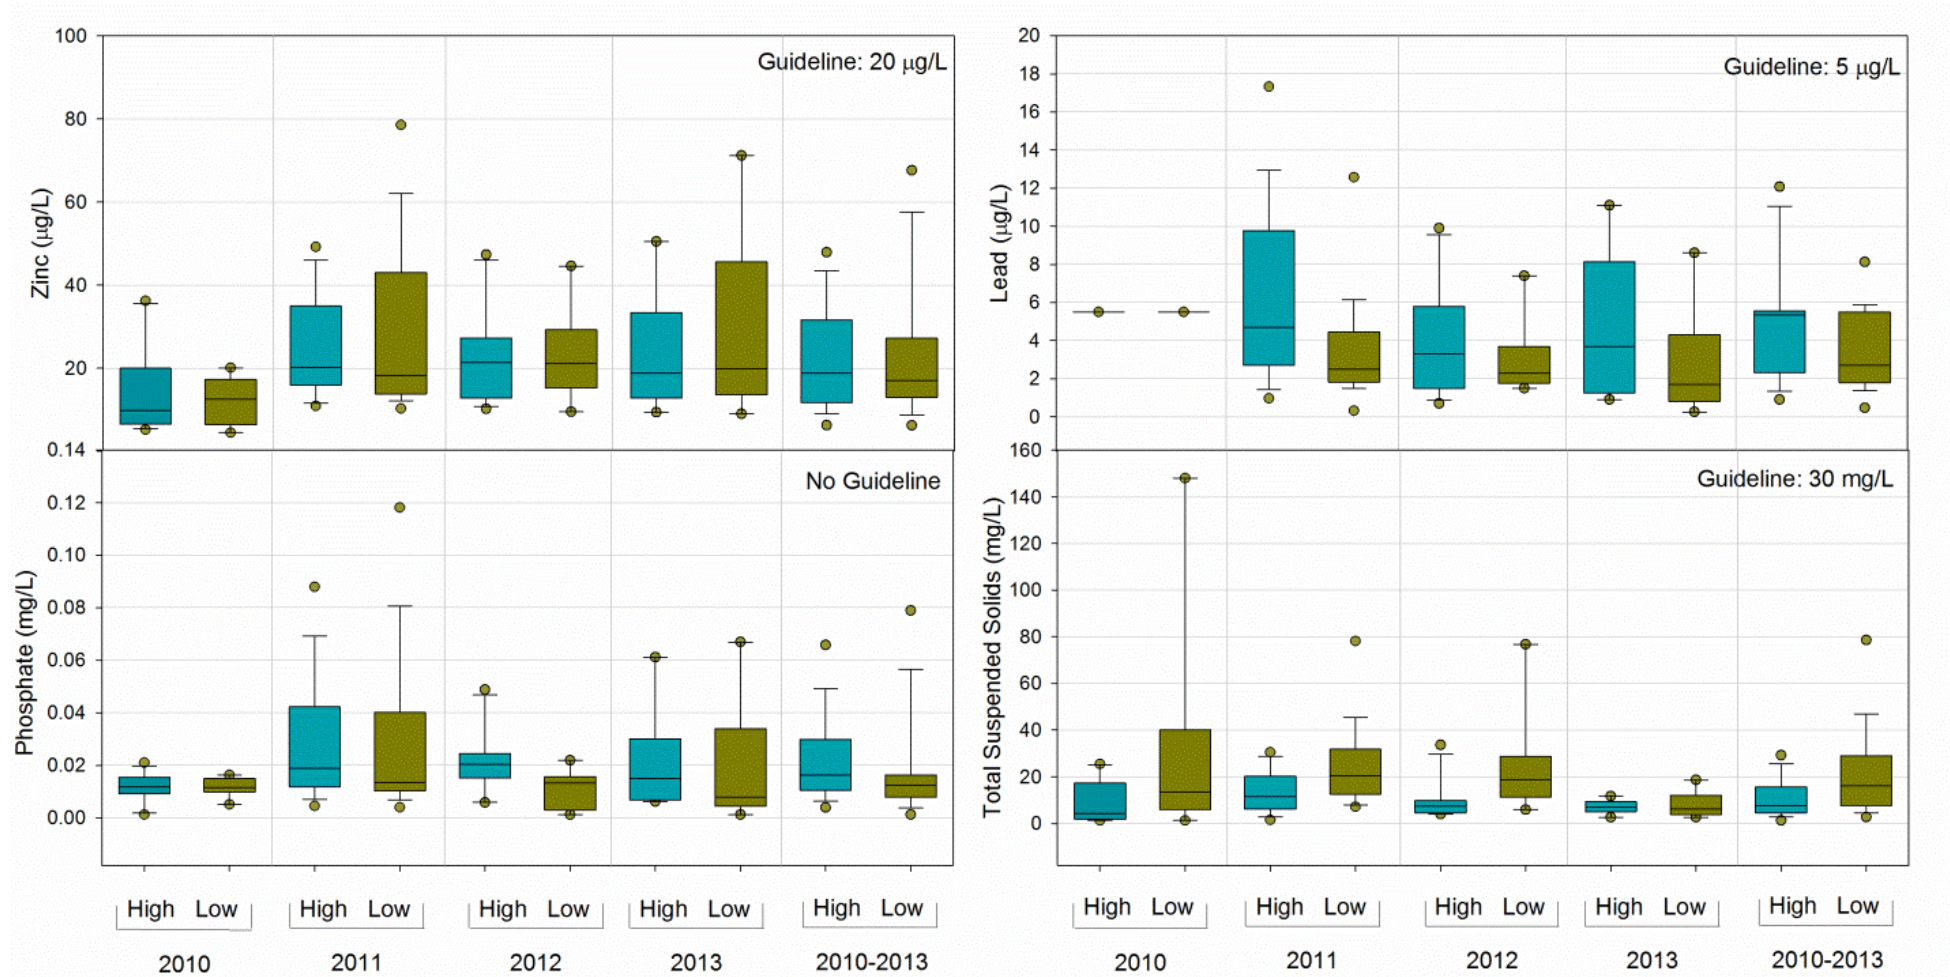 Zinc (µg/L)
100
80
60
40
20
Guideline: 20 µg/L
Lead (µg/L)
20
18
16
14
12
10
8
6
4
2
0
Guideline: 5 µg/L
Phosphate (mg/L)
0.14
0.12
0.10
0.08
0.06
0.04
0.02
0.00
No Guideline
Total Suspended Solids (mg/L)
160
140
120
100
80
60
40
20
0
Guideline: 30 mg/L
High Low High Low High Low High Low High Low
2010 2011 2012 2013 2010-2013
High Low High Low High Low High Low High Low
2010 2011 2012 2013 2010-2013